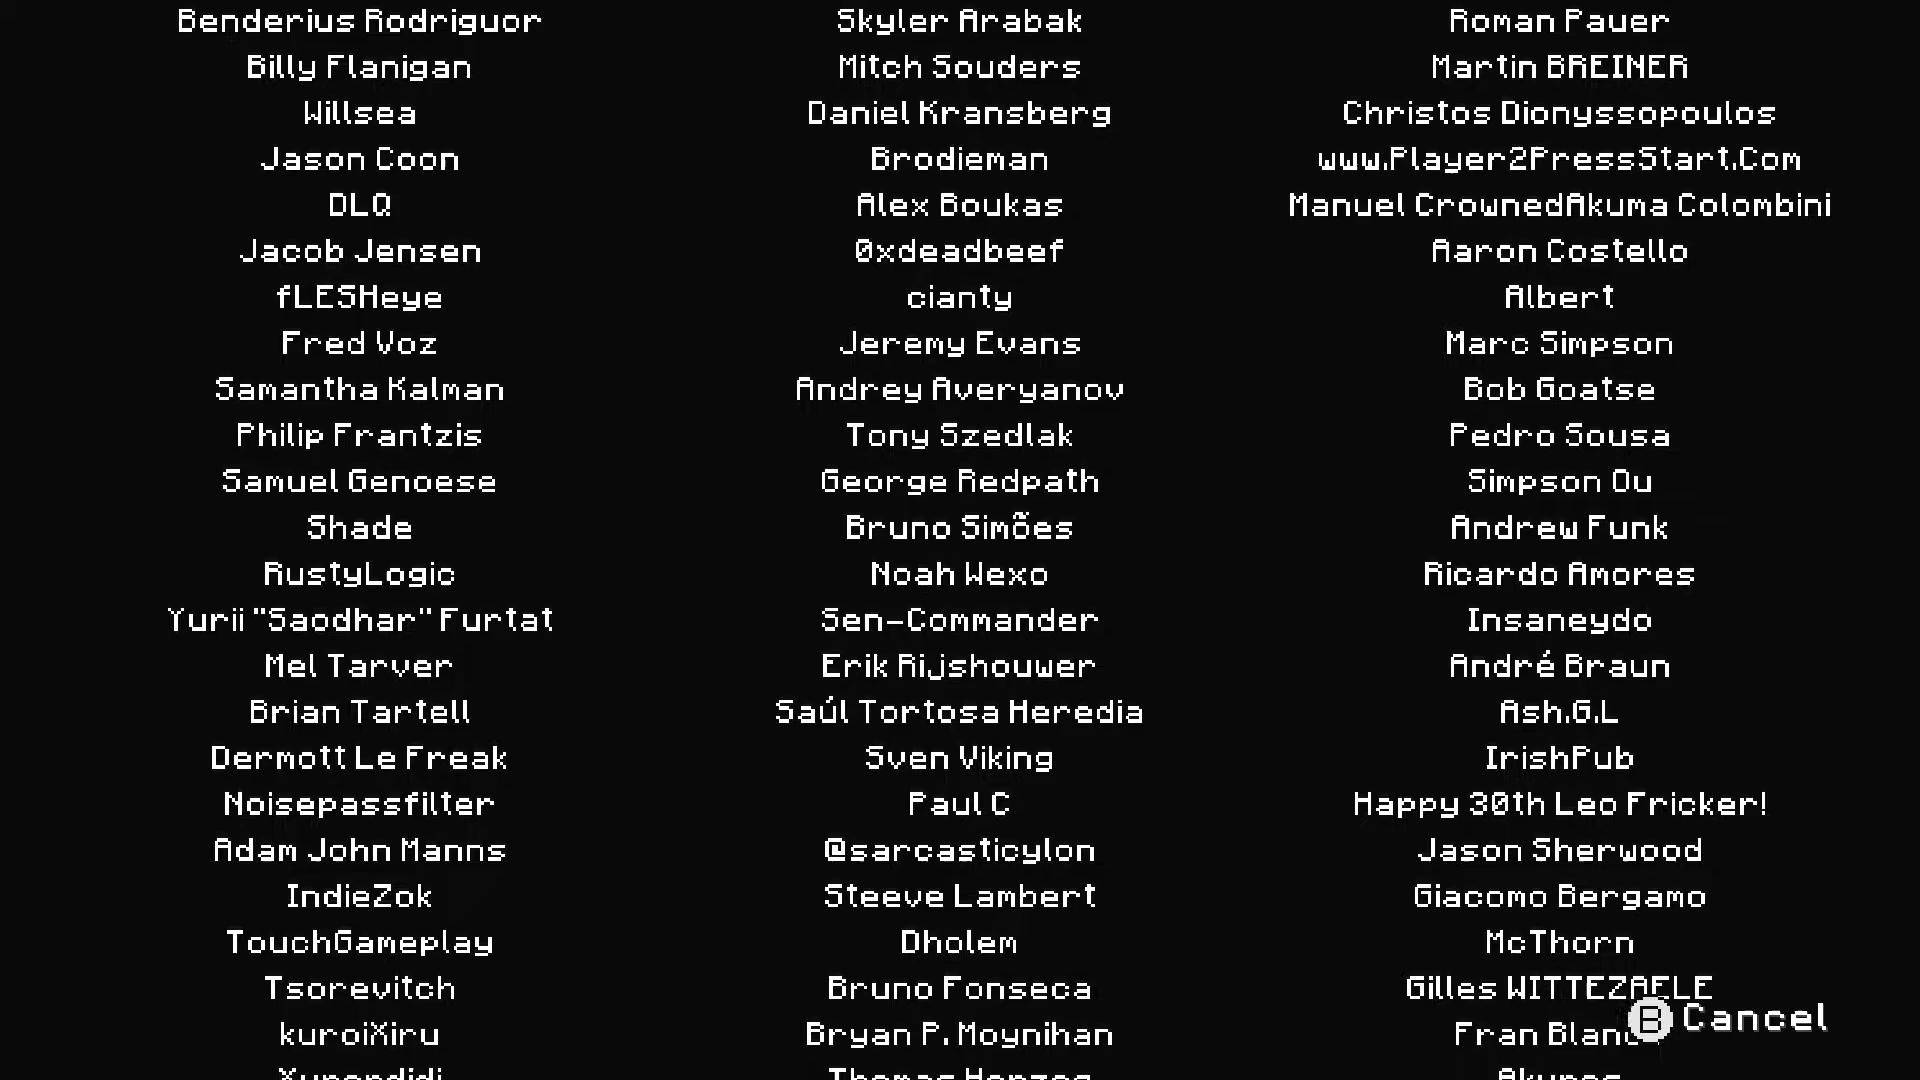 Benderius Rodriguor
Billy Flanigan
Willsea
Jason Coon
DLQ
Jacob Jensen
fLESHeye
Fred Voz
Samantha Kalman
Philip Frantzis
Samuel Genoese
Shade
RustyLogic
Yurii "Saodhar" Furtat
Mel Tarver
Brian Tartell
Dermott Le Freak
Noisepassfilter
Adam John Manns
IndieZok
TouchGameplay
Tsorevitch
kuroiXiru
Skyler Arabak
Mitch Souders
Daniel Kransberg
Brodieman
Alex Boukas
0xdeadbeef
cianty
Jeremy Evans
Andrey Averyanov
Tony Szedlak
George Redpath
Bruno Simões
Noah Wexo
Sen-Commander
Erik Rijshouwer
Saúl Tortosa Heredia
Sven Viking
Paul C
@sarcasticylon
Steeve Lambert
Dholem
Bruno Fonseca
Bryan P. Moynihan
Thomas Herzog
Roman Pauer
Martin BREINER
Christos Dionyssopoulos
www.Player2PressStart.Com
Manuel CrownedAkuma Colombini
Aaron Costello
Albert
Marc Simpson
Bob Goatse
Pedro Sousa
Simpson Ou
Andrew Funk
Ricardo Amores
Insaneydo
André Braun
Ash.G.L
IrishPub
Happy 30th Leo Fricker!
Jason Sherwood
Giacomo Bergamo
McThorn
Gilles WITTEZAELE
Fran Blanc
B Cancel